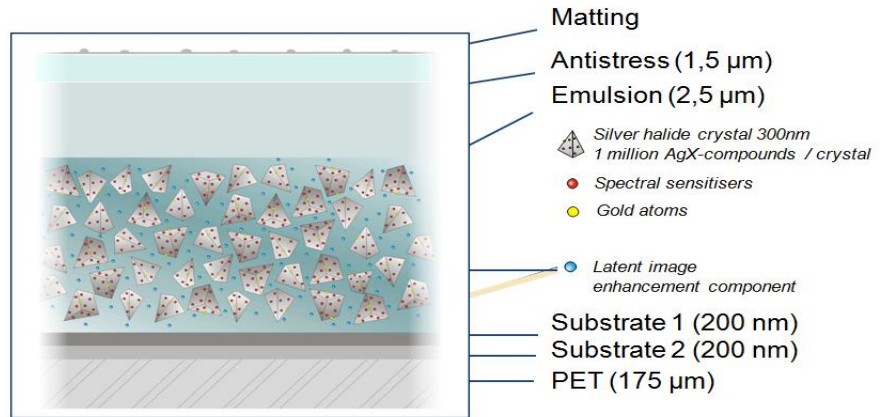 Matting
Antistress (1,5 µm)
Emulsion (2,5 µm)
Silver halide crystal 300nm
1 million AgX-compounds / crystal
Spectral sensitisers
Gold atoms
Latent image
enhancement component
Substrate 1 (200 nm)
Substrate 2 (200 nm)
PET (175 µm)